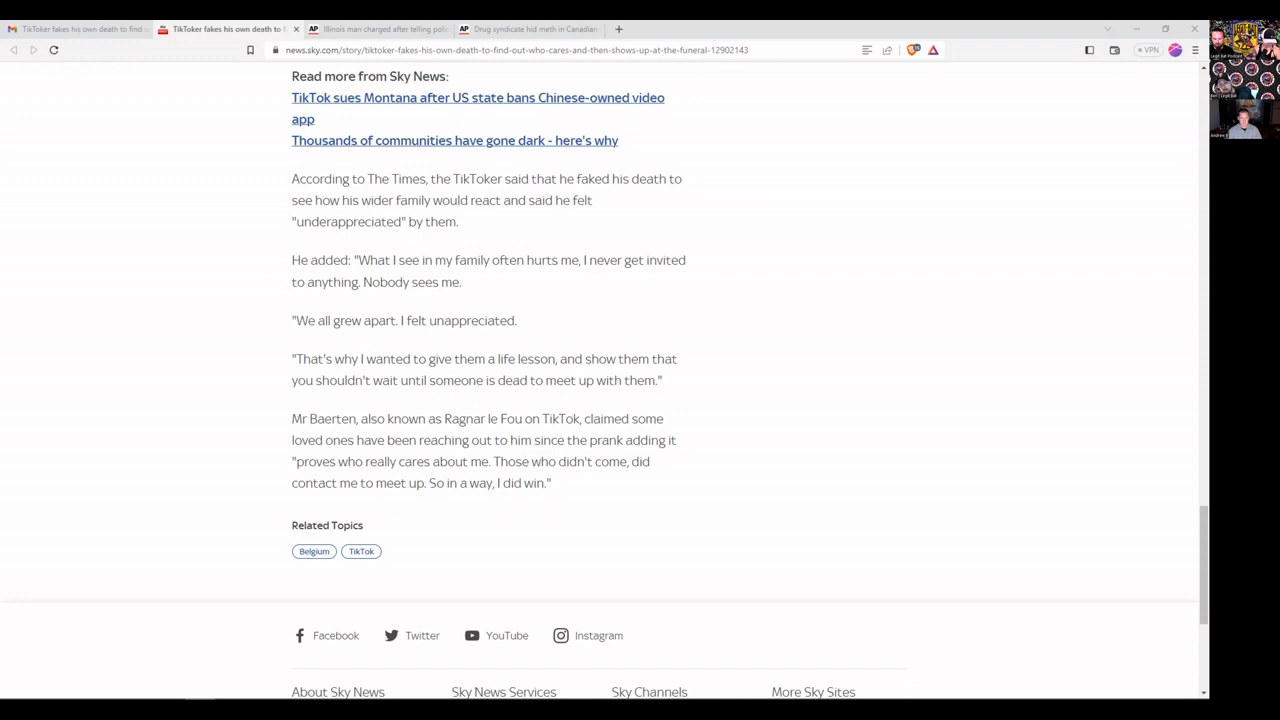 TikToker fakes his own death to find
TikToker fakes his own death to f
Illinois man charged after telling polic
Drug syndicate hid meth in Canadian
news.sky.com/story/tiktoker-fakes-his-own-death-to-find-out-who-cares-and-then-shows-up-at-the-funeral-12902143
VPN
Read more from Sky News:
TikTok sues Montana after US state bans Chinese-owned video
app
Thousands of communities have gone dark - here's why
According to The Times, the TikToker said that he faked his death to
see how his wider family would react and said he felt
"underappreciated" by them.
He added: "What I see in my family often hurts me, I never get invited
to anything. Nobody sees me.
"We all grew apart. I felt unappreciated.
"That's why I wanted to give them a life lesson, and show them that
you shouldn't wait until someone is dead to meet up with them."
Mr Baerten, also known as Ragnar le Fou on TikTok, claimed some
loved ones have been reaching out to him since the prank adding it
"proves who really cares about me. Those who didn't come, did
contact me to meet up. So in a way, I did win."
Related Topics
Belgium TikTok
Facebook Twitter YouTube Instagram
About Sky News Sky News Services Sky Channels More Sky Sites